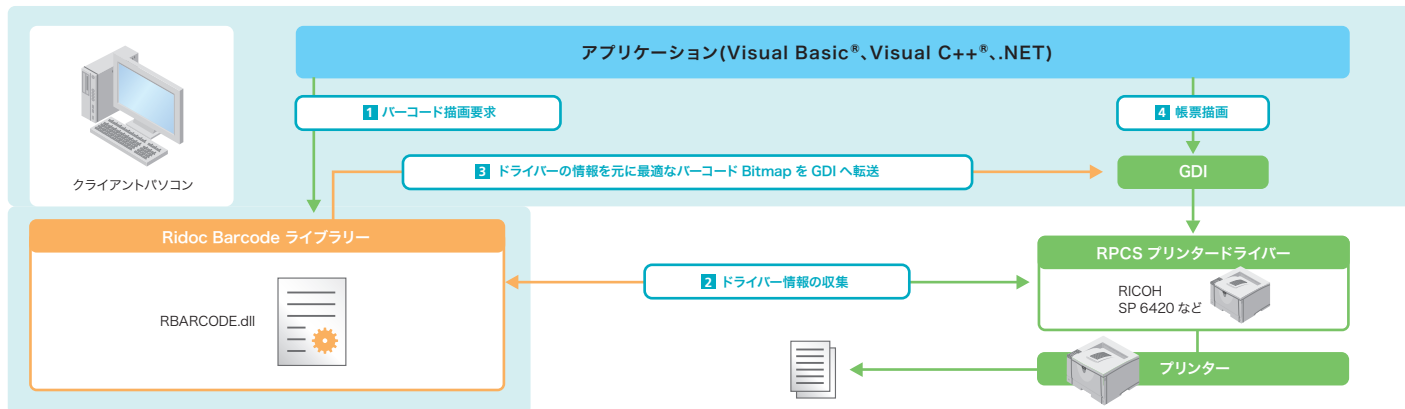 アプリケーション(Visual Basic®、Visual C++®、.NET)
1 バーコード描画要求
4 帳票描画
クライアントパソコン
3 ドライバーの情報を元に最適なバーコード Bitmap を GDI へ転送
GDI
Ridoc Barcode ライブラリー
RPCS プリンタードライバー
2 ドライバー情報の収集
RICOH
SP 6420 など
RBARCODE.dll
プリンター